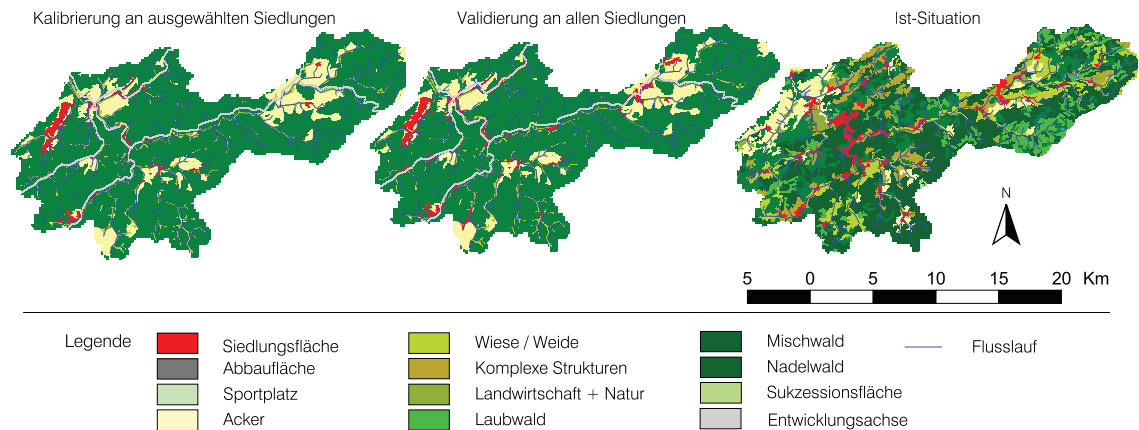 Kalibrierung an ausgewählten Siedlungen Validierung an allen Siedlungen Ist-Situation
N
5 0 5 10 15 20 Km
Legende
Siedlungsfläche Wiese / Weide Mischwald Flusslauf
Abbaufläche Komplexe Strukturen Nadelwald
Sportplatz Landwirtschaft + Natur Sukzessionsfläche
Acker Laubwald Entwicklungsachse